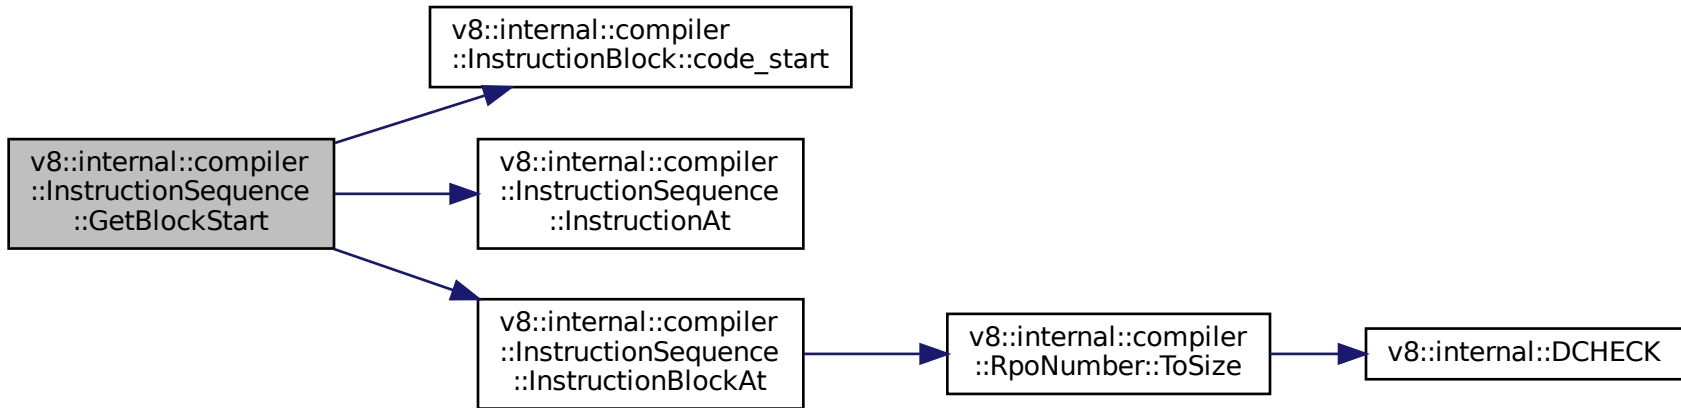 v8::internal::compiler
::InstructionBlock::code_start
v8::internal::compiler
::InstructionSequence
::GetBlockStart
v8::internal::compiler
::InstructionSequence
::InstructionAt
v8::internal::compiler
::InstructionSequence
::InstructionBlockAt
v8::internal::compiler
::RpoNumber::ToSize
v8::internal::DCHECK